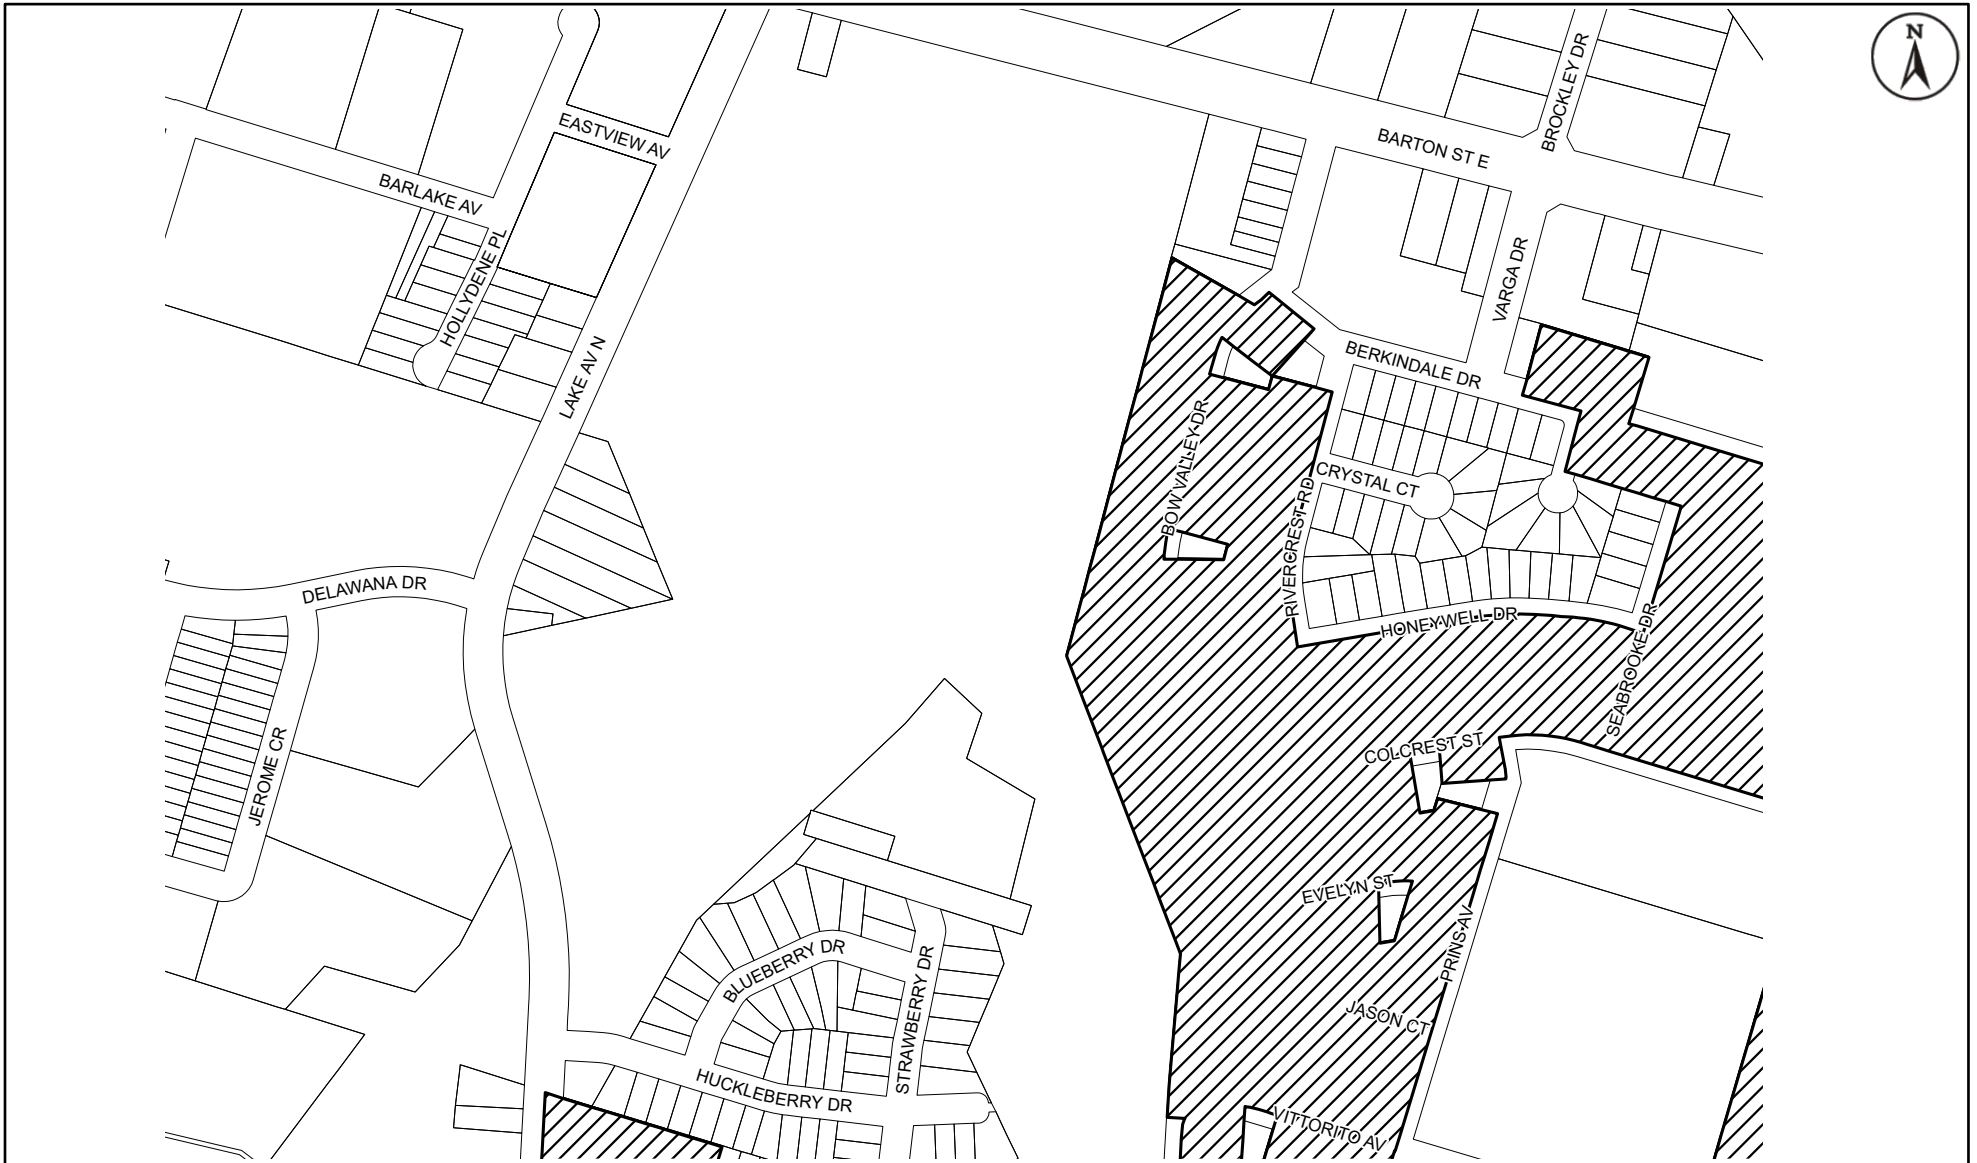 N
BROCKLEY DR
EASTVIEW AV
BARTON ST E
BARLAKE AV
HOLLYDENE PL
VARGA DR
LAKE AV N
BERKINDALE DR
BOW VALLEY DR
CRYSTAL CT
RIVERCREST RD
DELAWANA DR
HONEYWELL DR
SEABROOKE DR
COLCREST ST
JEROME CR
EVELYN ST
PRINS AV
BLUEBERRY DR
STRAWBERRY DR
JASON CT
HUCKLEBERRY DR
VITTORITO AV